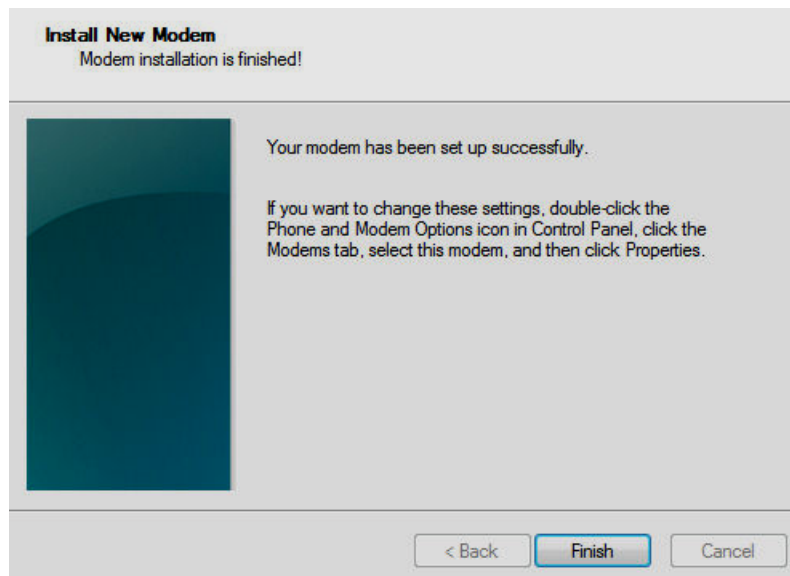 Install New Modem
Modem installation is finished!
Your modem has been set up successfully.
If you want to change these settings, double-click the
Phone and Modem Options icon in Control Panel, click the
Modems tab, select this modem, and then click Properties.
< Back
Finish
Cancel